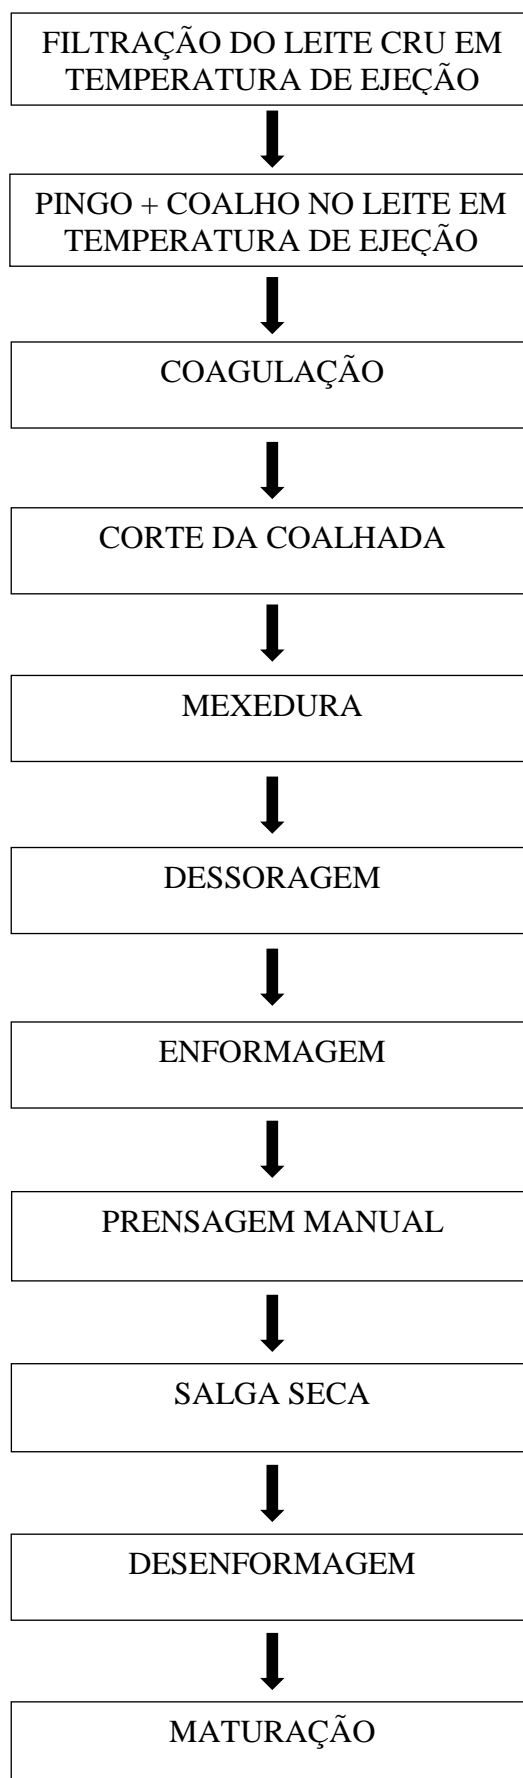 FILTRAÇÃO DO LEITE CRU EM
TEMPERATURA DE EJEÇÃO
PINGO + COALHO NO LEITE EM
TEMPERATURA DE EJEÇÃO
COAGULAÇÃO
CORTE DA COALHADA
MEXEDURA
DESSORAGEM
ENFORMAGEM
PRENSAGEM MANUAL
SALGA SECA
DESENFORMAGEM
MATURAÇÃO